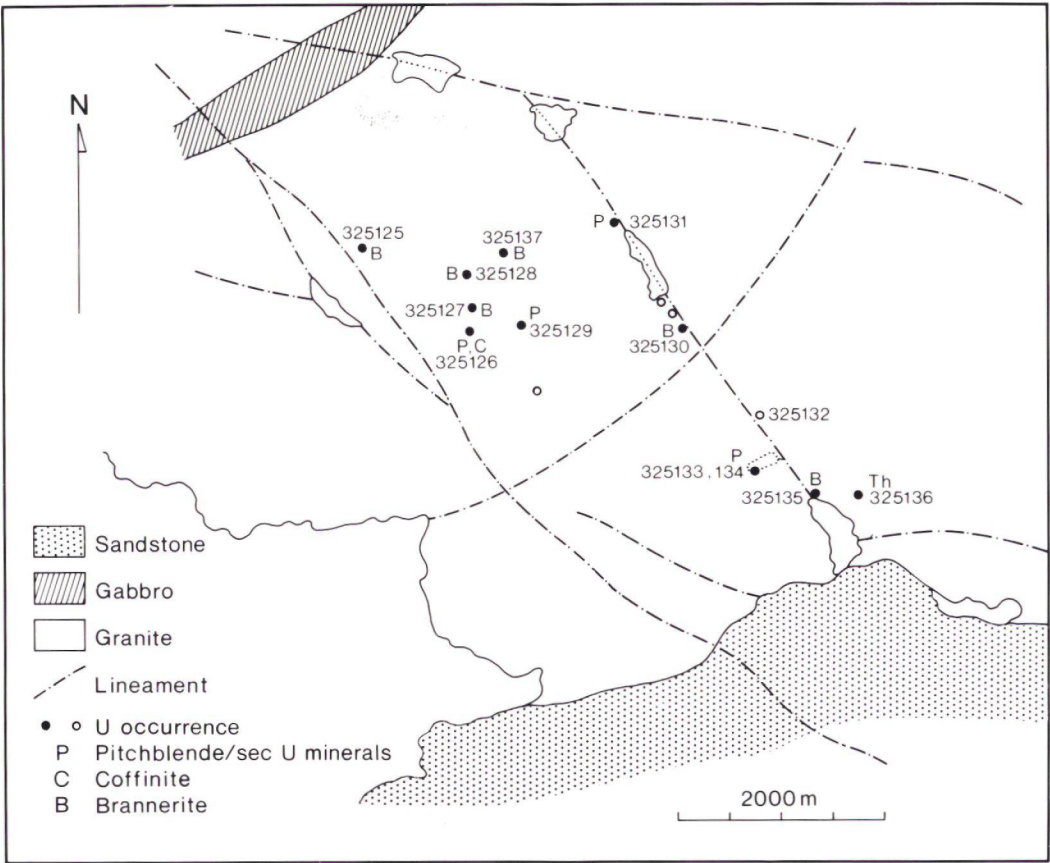 N
325125
B
325137
B
B 325128
325127 B
P
325129
P,C
325126
P 325131
B
325130
325132
P
325133,134
B
325135
Th
325136
Sandstone
Gabbro
Granite
Lineament
U occurrence
P Pitchblende/sec U minerals
C Coffinite
B Brannerite
2000m